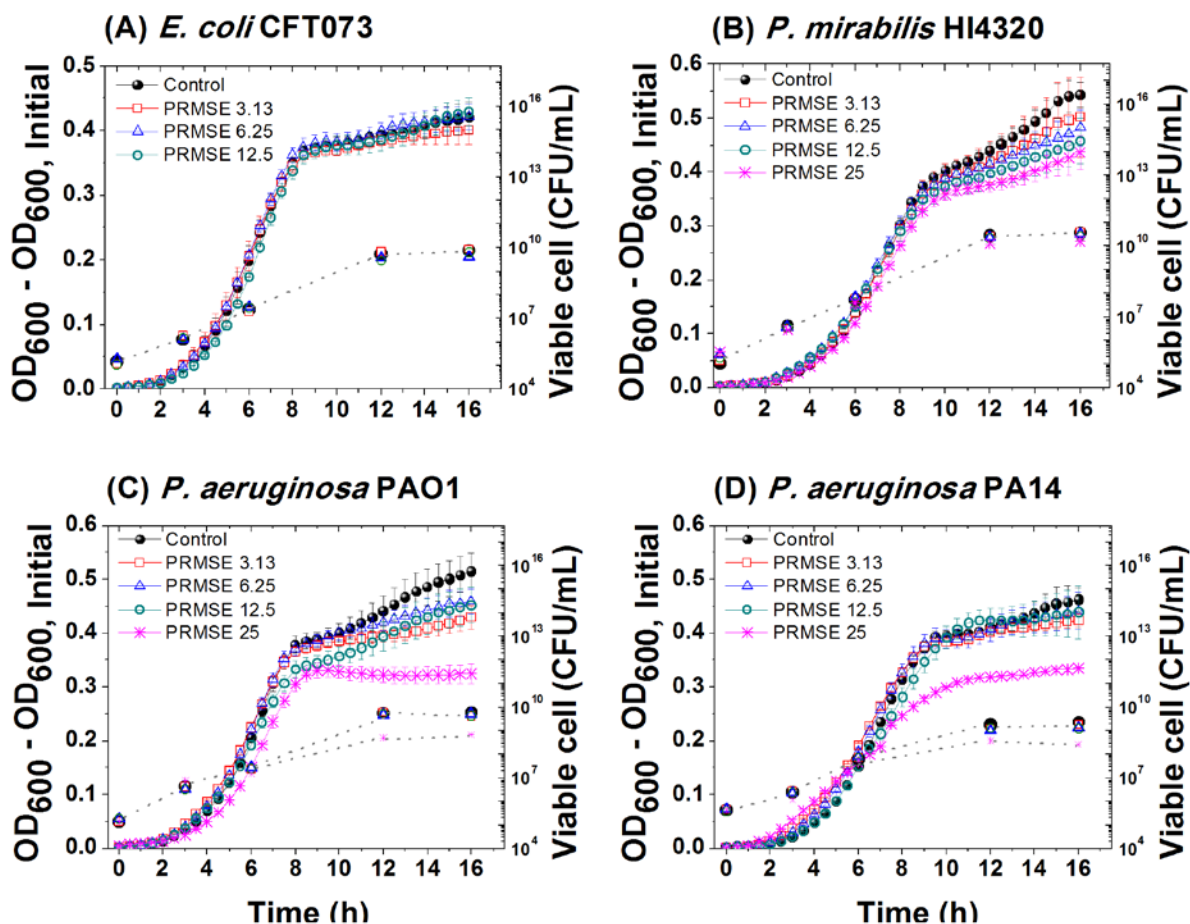 (A) E. coli CFT073
OD600 - OD600, Initial
0.5
0.4
0.3
0.2
0.1
0.0
Control
PRMSE 3.13
PRMSE 6.25
PRMSE 12.5
10^16
10^13
10^10
10^7
10^4
Viable cell (CFU/mL)
0 2 4 6 8 10 12 14 16
(B) P. mirabilis HI4320
OD600 - OD600, Initial
0.6
0.5
0.4
0.3
0.2
0.1
0.0
Control
PRMSE 3.13
PRMSE 6.25
PRMSE 12.5
PRMSE 25
10^16
10^13
10^10
10^7
10^4
Viable cell (CFU/mL)
0 2 4 6 8 10 12 14 16
(C) P. aeruginosa PAO1
OD600 - OD600, Initial
0.6
0.5
0.4
0.3
0.2
0.1
0.0
Control
PRMSE 3.13
PRMSE 6.25
PRMSE 12.5
PRMSE 25
10^16
10^13
10^10
10^7
10^4
Viable cell (CFU/mL)
0 2 4 6 8 10 12 14 16
Time (h)
(D) P. aeruginosa PA14
OD600 - OD600, Initial
0.6
0.5
0.4
0.3
0.2
0.1
0.0
Control
PRMSE 3.13
PRMSE 6.25
PRMSE 12.5
PRMSE 25
10^16
10^13
10^10
10^7
10^4
Viable cell (CFU/mL)
0 2 4 6 8 10 12 14 16
Time (h)